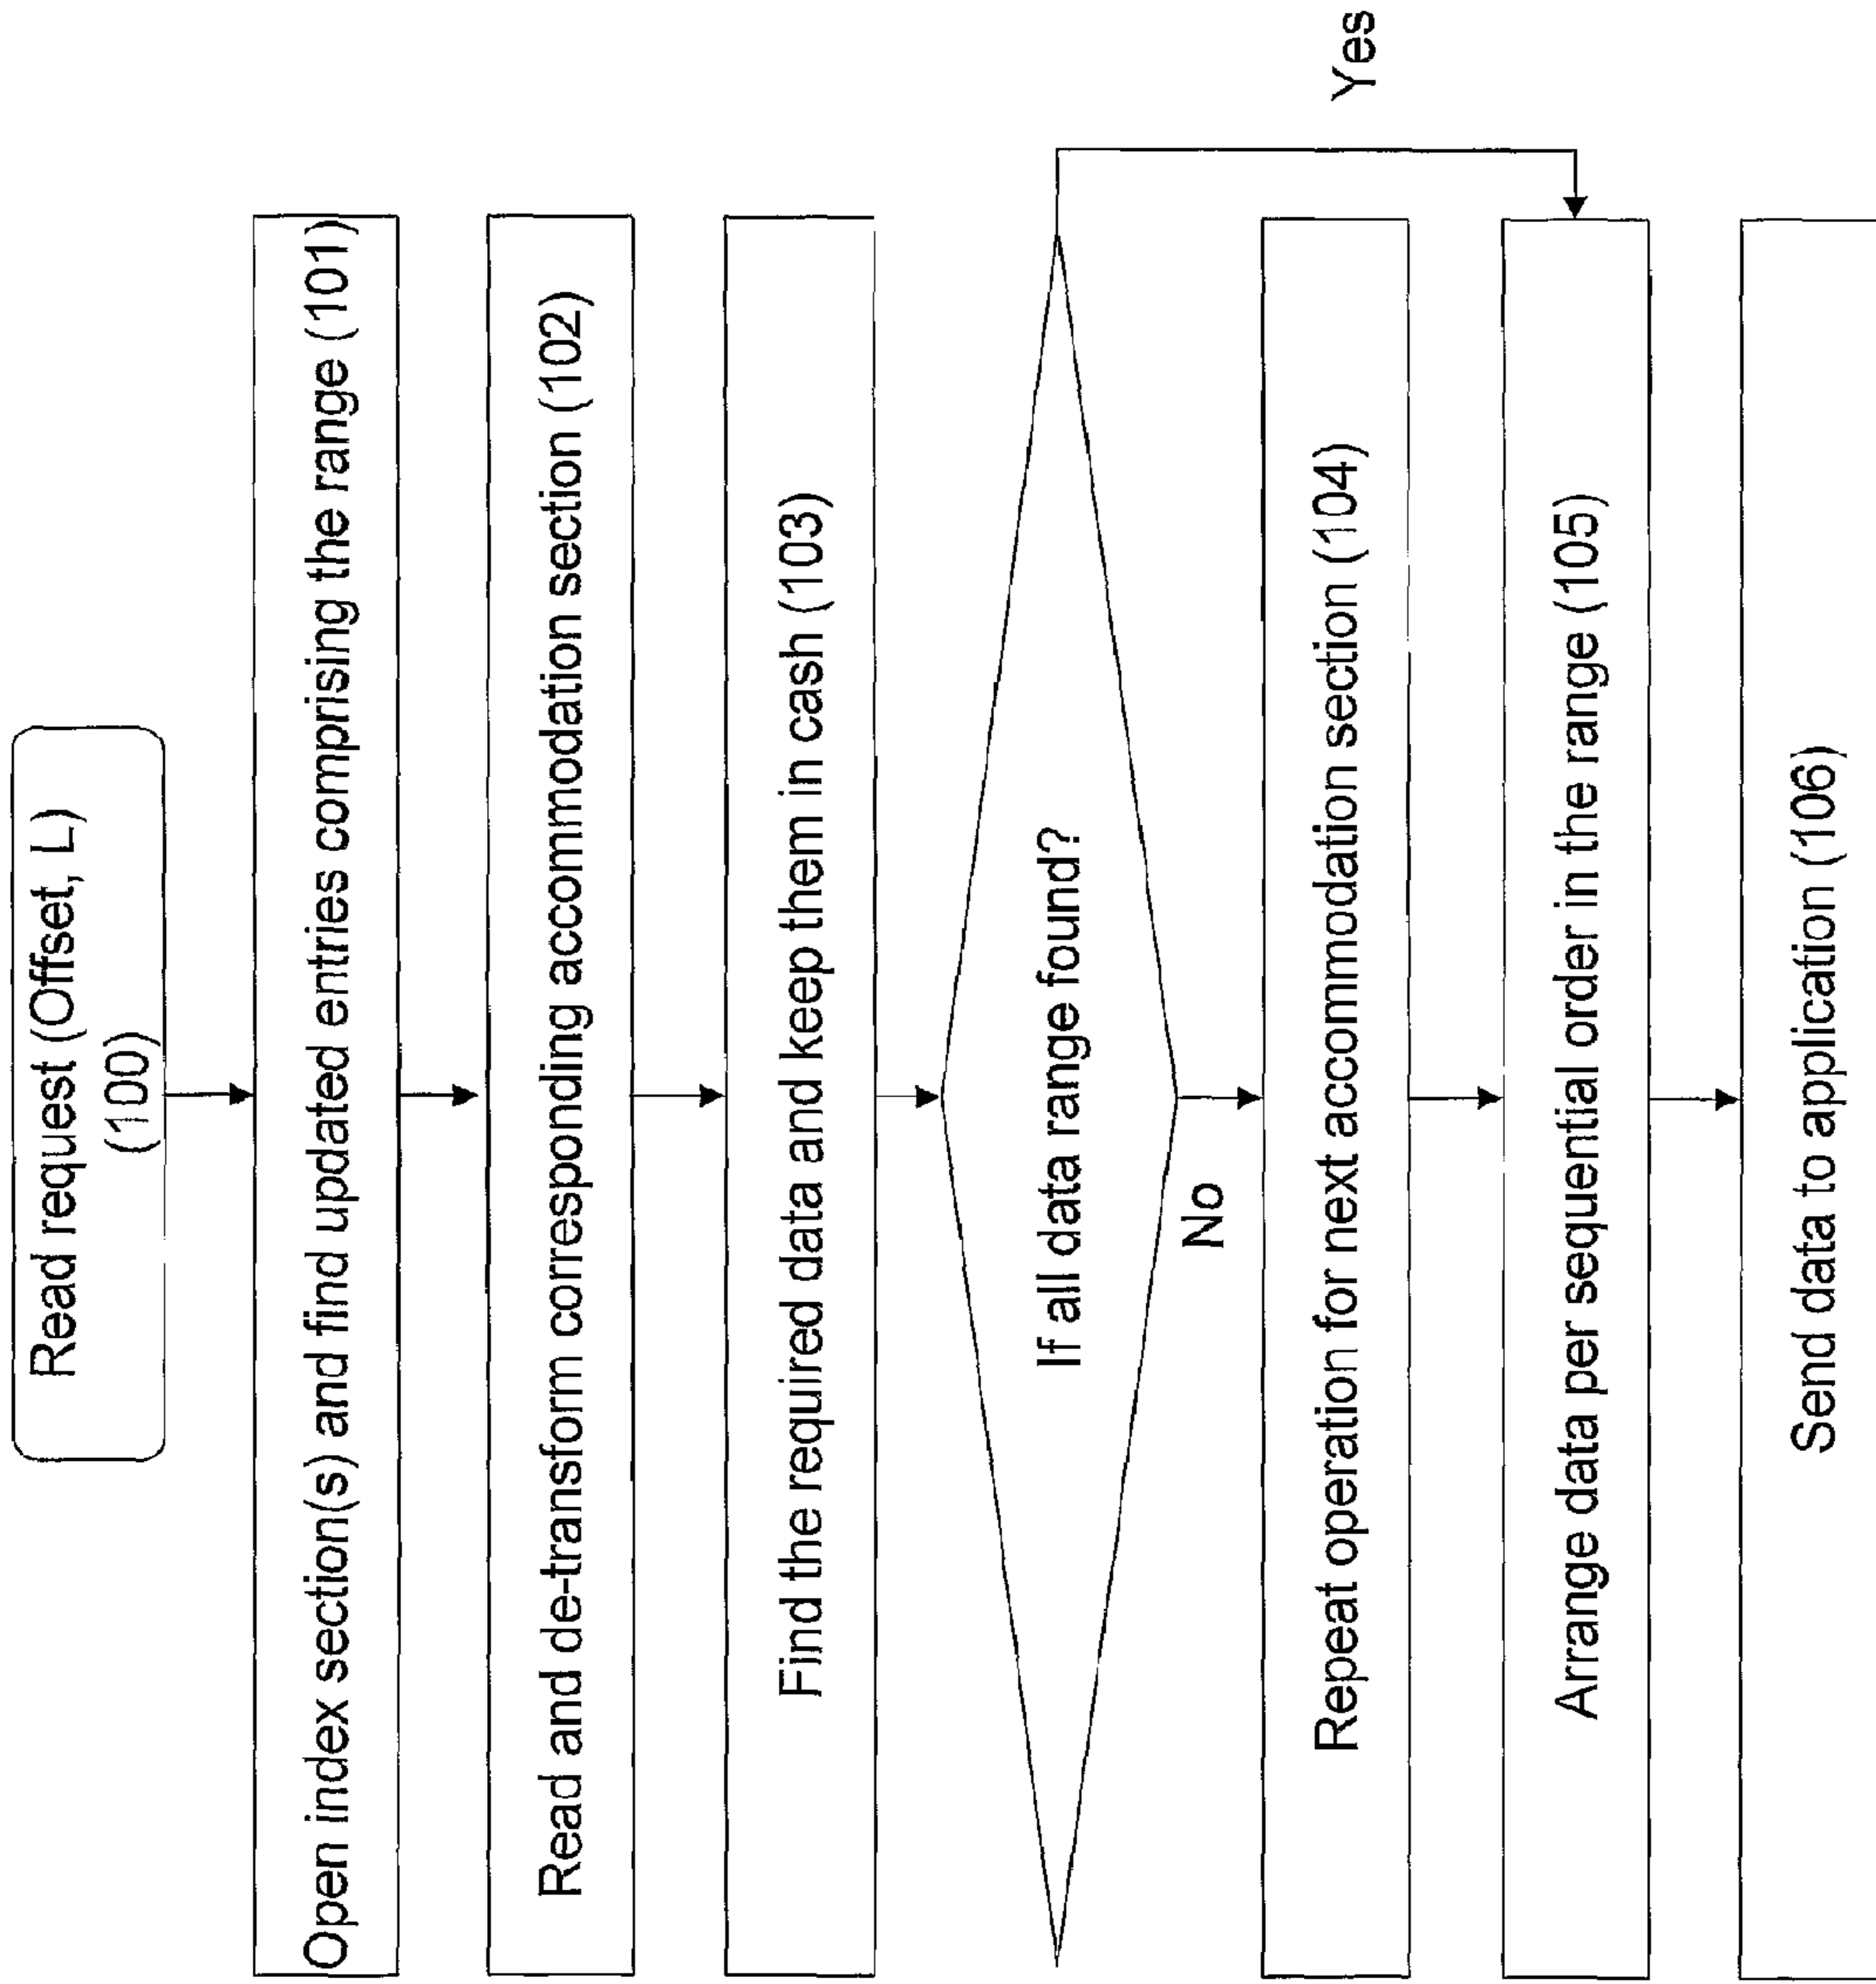 Read request (Offset, L)
(100)
Open index section(s) and find updated entries comprising the range (101)
Read and de-transform corresponding accommodation section (102)
Find the required data and keep them in cash (103)
If all data range found?
Yes
No
Repeat operation for next accommodation section (104)
Arrange data per sequential order in the range (105)
Send data to application (106)